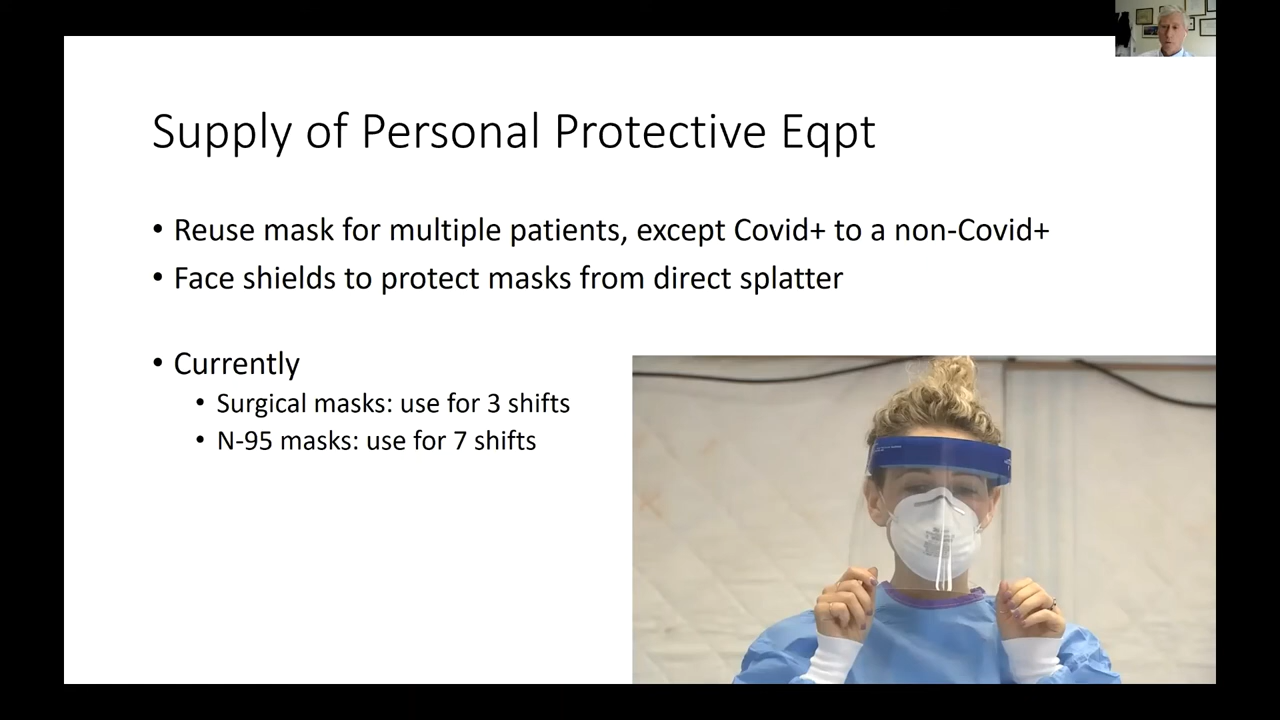 Supply of Personal Protective Eqpt
• Reuse mask for multiple patients, except Covid+ to a non-Covid+
• Face shields to protect masks from direct splatter
• Currently
• Surgical masks: use for 3 shifts
• N-95 masks: use for 7 shifts